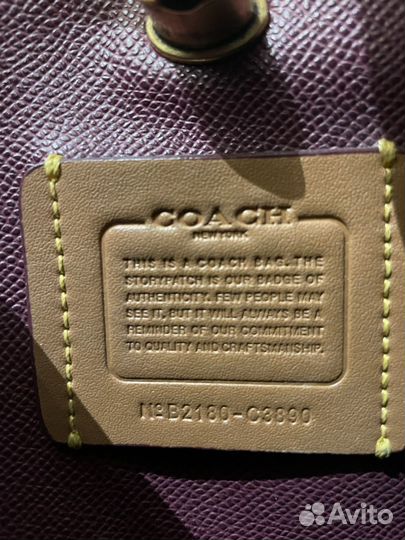 COACH
NEW YORK
THIS IS A COACH BAG. THE
STORYPATCH IS OUR BADGE OF
AUTHENTICITY. FEW PEOPLE MAY
SEE IT, BUT IT WILL ALWAYS BE A
REMINDER OF OUR COMMITMENT
TO QUALITY AND CRAFTSMANSHIP.
NºB2180-C3890
Avito